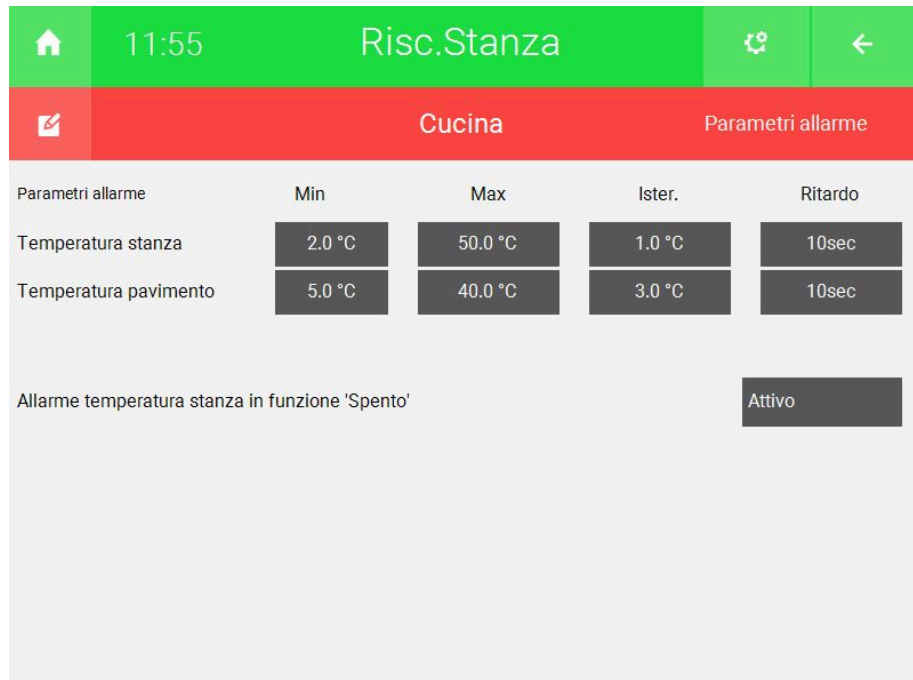 11:55 Risc.Stanza
Cucina Parametri allarme
Parametri allarme Min Max Ister. Ritardo
Temperatura stanza 2.0 °C 50.0 °C 1.0 °C 10sec
Temperatura pavimento 5.0 °C 40.0 °C 3.0 °C 10sec
Allarme temperatura stanza in funzione 'Spento' Attivo